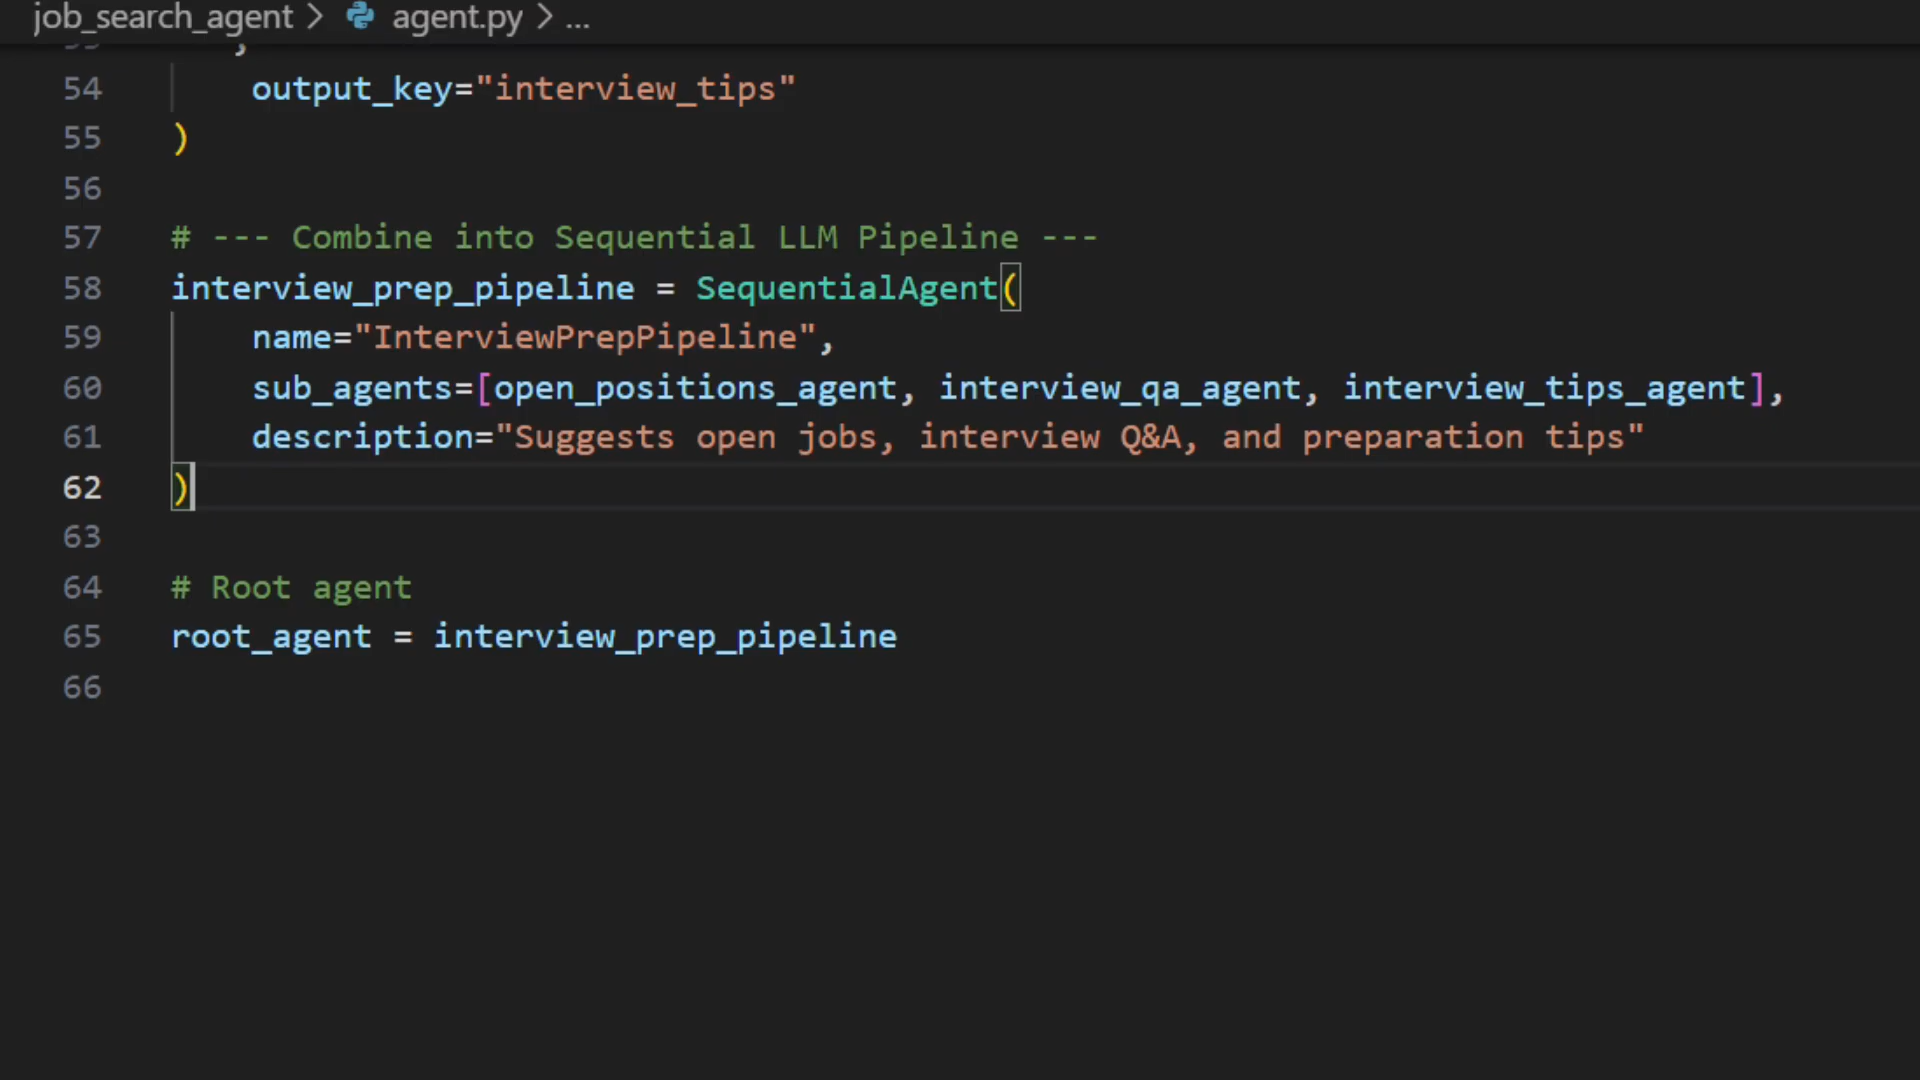 job_search_agent > agent.py > ...
54 output_key="interview_tips"
55 )
56
57 # --- Combine into Sequential LLM Pipeline ---
58 interview_prep_pipeline = SequentialAgent(
59 name="InterviewPrepPipeline",
60 sub_agents=[open_positions_agent, interview_qa_agent, interview_tips_agent],
61 description="Suggests open jobs, interview Q&A, and preparation tips"
62 )
63
64 # Root agent
65 root_agent = interview_prep_pipeline
66